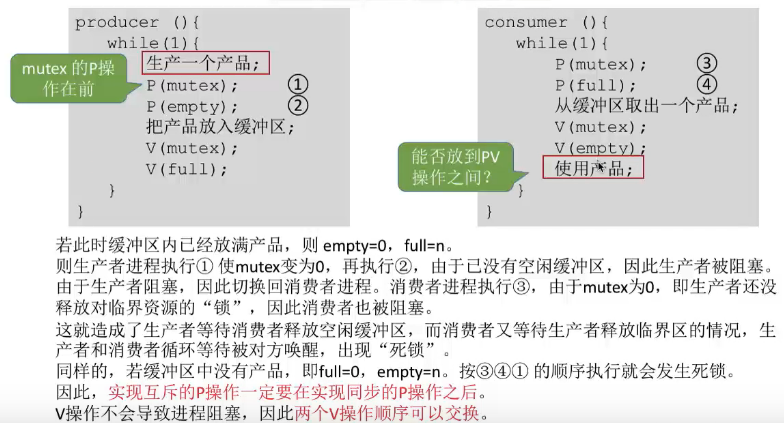 producer (){
while(1){
生产一个产品;
mutex 的P操
作在前
P(mutex); ①
P(empty); ②
把产品放入缓冲区;
V(mutex);
V(full);
}
}
consumer (){
while(1){
P(mutex); ③
P(full); ④
从缓冲区取出一个产品;
V(mutex);
V(empty);
能否放到PV
操作之间?
使用产品;
}
}
若此时缓冲区内已经放满产品，则 empty=0，full=n。
则生产者进程执行① 使mutex变为0，再执行②，由于已没有空闲缓冲区，因此生产者被阻塞。
由于生产者阻塞，因此切换回消费者进程。消费者进程执行③，由于mutex为0，即生产者还没
释放对临界资源的“锁”，因此消费者也被阻塞。
这就造成了生产者等待消费者释放空闲缓冲区，而消费者又等待生产者释放临界区的情况，生
产者和消费者循环等待被对方唤醒，出现“死锁”。
同样的，若缓冲区中没有产品，即full=0，empty=n。按③④① 的顺序执行就会发生死锁。
因此，实现互斥的P操作一定要在实现同步的P操作之后。
V操作不会导致进程阻塞，因此两个V操作顺序可以交换。